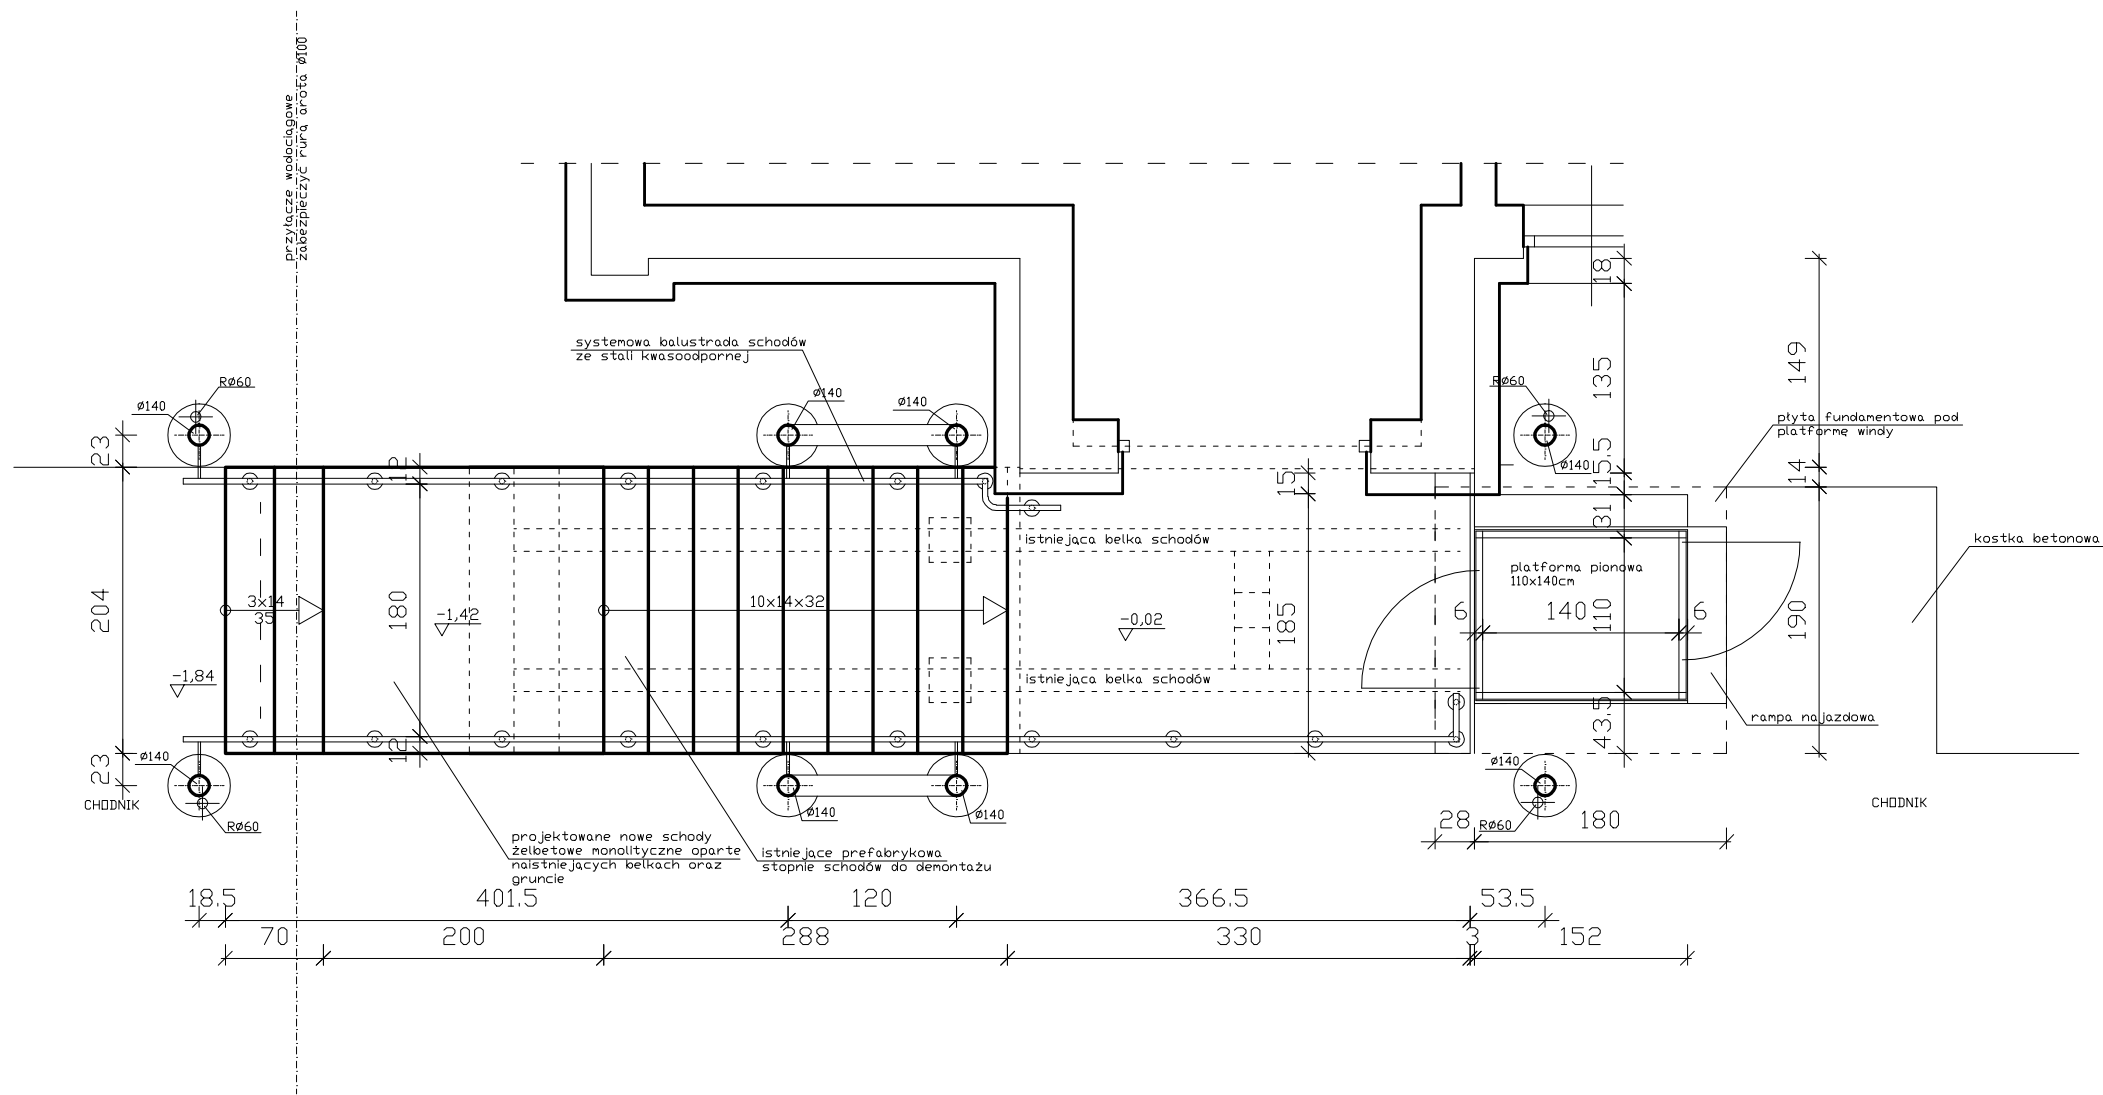 przyłącze wodociągowe
zabezpieczyć rurą arota ø100
systemowa balustrada schodów
ze stali kwasoodpornej
RØ60
Ø140
Ø140
Ø140
RØ60
Ø140
18
135
15.5
149
14
płyta fundamentowa pod
platformę windy
kostka betonowa
23
12
15
31
istniejąca belka schodów
platforma pionowa
110x140cm
204
3x14
35
180
-1,42
10x14x32
-0,02
185
6
140
110
6
190
-1,84
istniejąca belka schodów
43.5
rampa najazdowa
23
12
Ø140
CHODNIK
RØ60
Ø140
Ø140
Ø140
RØ60
28
180
CHODNIK
projektowane nowe schody
żelbetowe monolityczne oparte
naistniejących belkach oraz
gruncie
istniejące prefabrykowa
stopnie schodów do demontażu
18.5
401.5
120
366.5
53.5
70
200
288
330
3
152